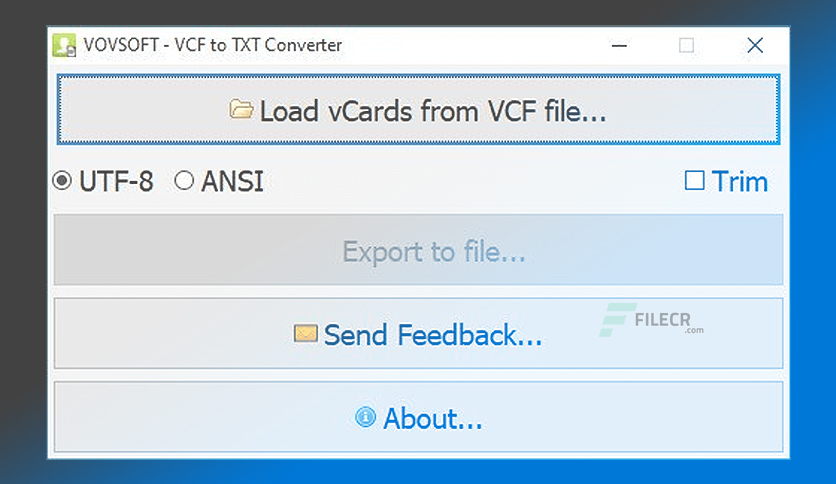 VOVSOFT - VCF to TXT Converter
Load vCards from VCF file...
UTF-8 ANSI Trim
Export to file...
Send Feedback...
FILECR
.com
About...